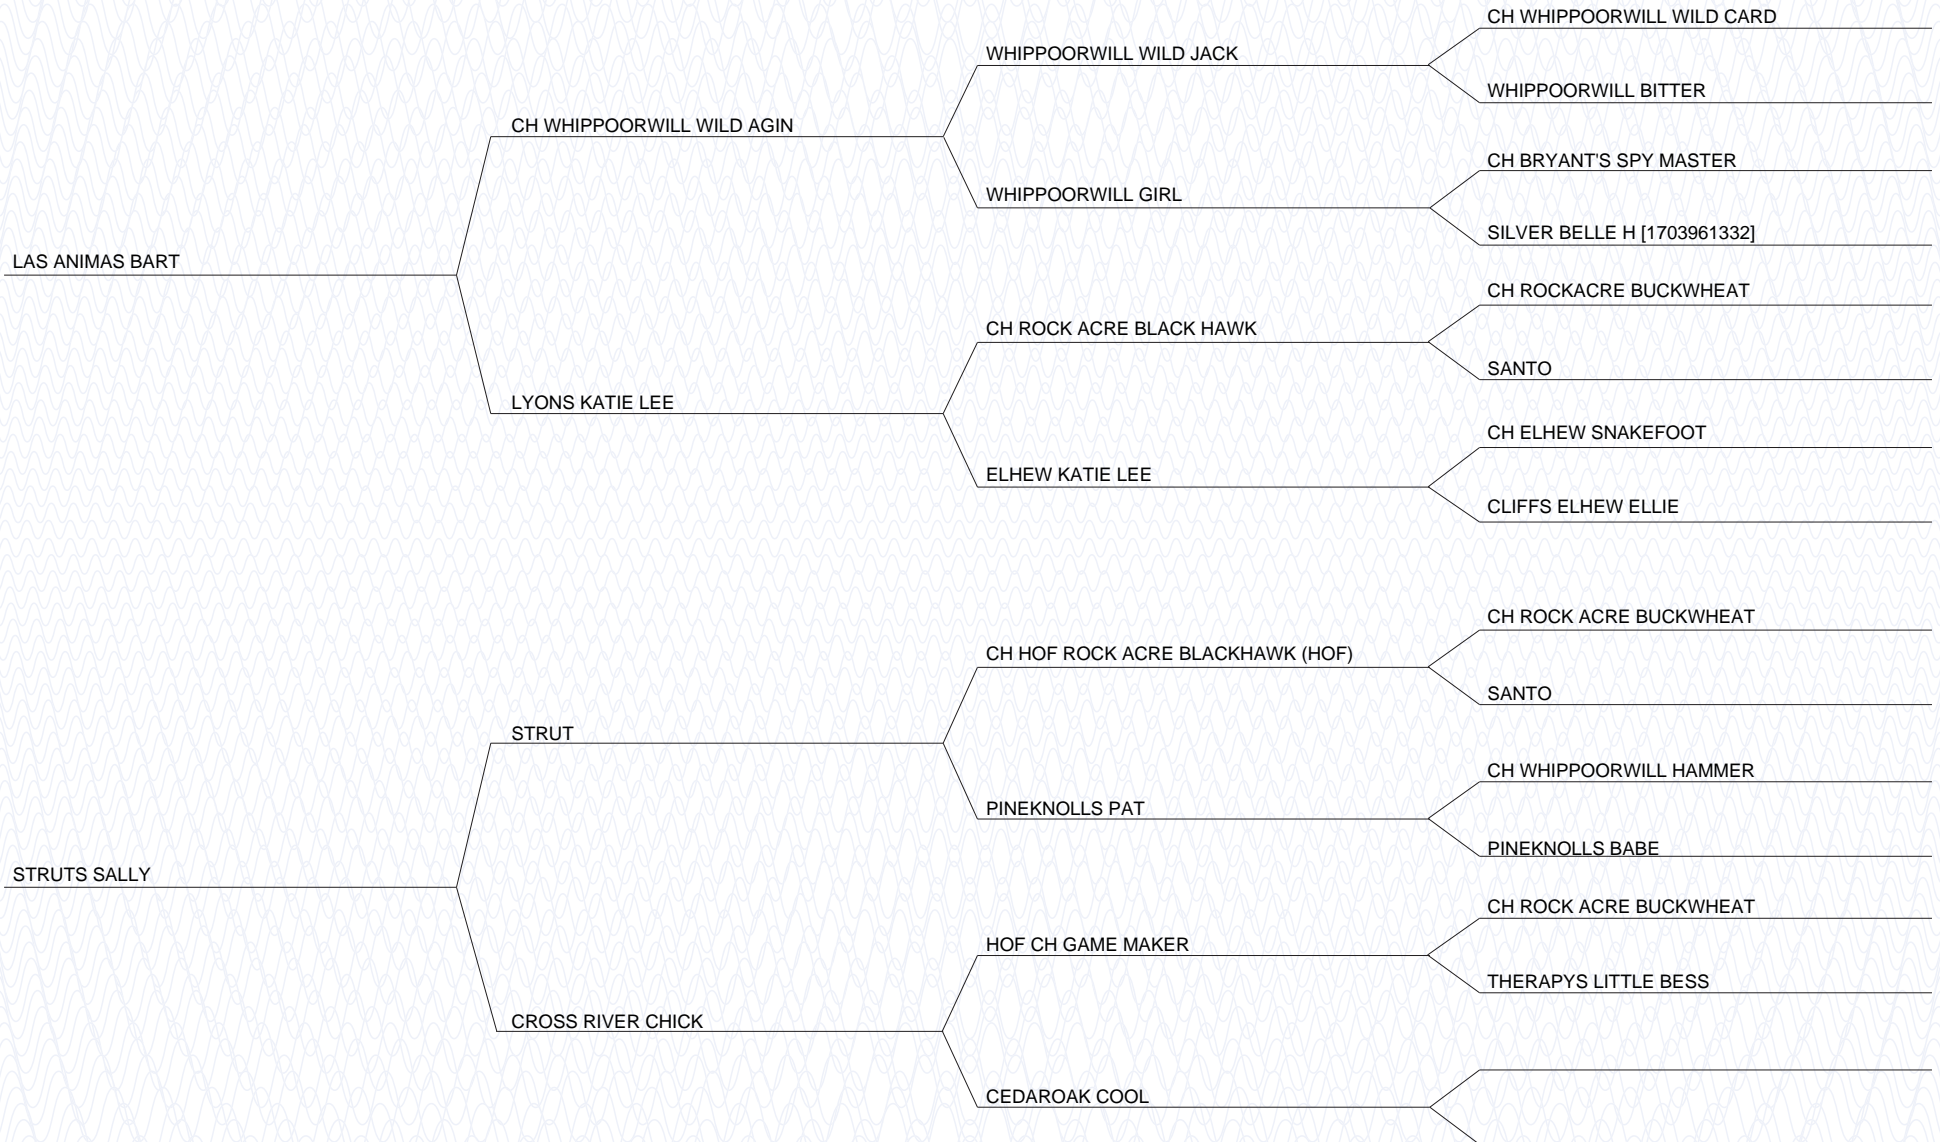 CH WHIPPOORWILL WILD CARD
WHIPPOORWILL WILD JACK
WHIPPOORWILL BITTER
CH WHIPPOORWILL WILD AGIN
CH BRYANT'S SPY MASTER
WHIPPOORWILL GIRL
SILVER BELLE H [1703961332]
LAS ANIMAS BART
CH ROCKACRE BUCKWHEAT
CH ROCK ACRE BLACK HAWK
SANTO
LYONS KATIE LEE
CH ELHEW SNAKEFOOT
ELHEW KATIE LEE
CLIFFS ELHEW ELLIE
CH ROCK ACRE BUCKWHEAT
CH HOF ROCK ACRE BLACKHAWK (HOF)
SANTO
STRUT
CH WHIPPOORWILL HAMMER
PINEKNOLLS PAT
PINEKNOLLS BABE
STRUTS SALLY
CH ROCK ACRE BUCKWHEAT
HOF CH GAME MAKER
THERAPYS LITTLE BESS
CROSS RIVER CHICK
CEDAROAK COOL